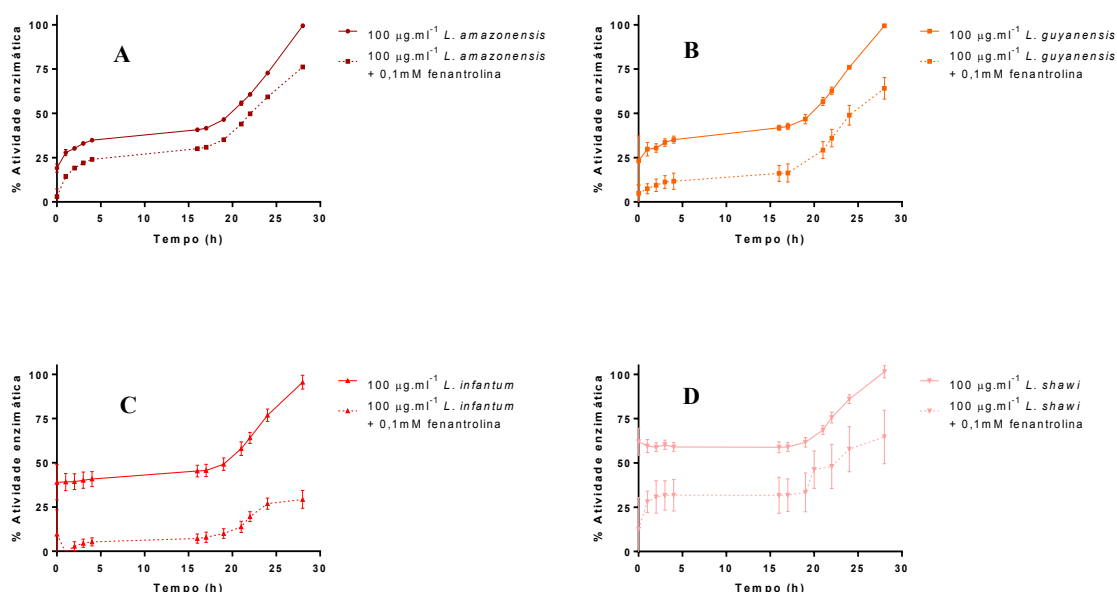 A
% Atividade enzimática
100
75
50
25
0
0 5 10 15 20 25 30
Tempo (h)
100 µg.ml⁻¹ L. amazonensis
100 µg.ml⁻¹ L. amazonensis
+ 0,1mM fenantrolina
B
% Atividade enzimática
100
75
50
25
0
0 5 10 15 20 25 30
Tempo (h)
100 µg.ml⁻¹ L. guyanensis
100 µg.ml⁻¹ L. guyanensis
+ 0,1mM fenantrolina
C
% Atividade enzimática
100
75
50
25
0
0 5 10 15 20 25 30
Tempo (h)
100 µg.ml⁻¹ L. infantum
100 µg.ml⁻¹ L. infantum
+ 0,1mM fenantrolina
D
% Atividade enzimática
100
75
50
25
0
0 5 10 15 20 25 30
Tempo (h)
100 µg.ml⁻¹ L. shawi
100 µg.ml⁻¹ L. shawi
+ 0,1mM fenantrolina